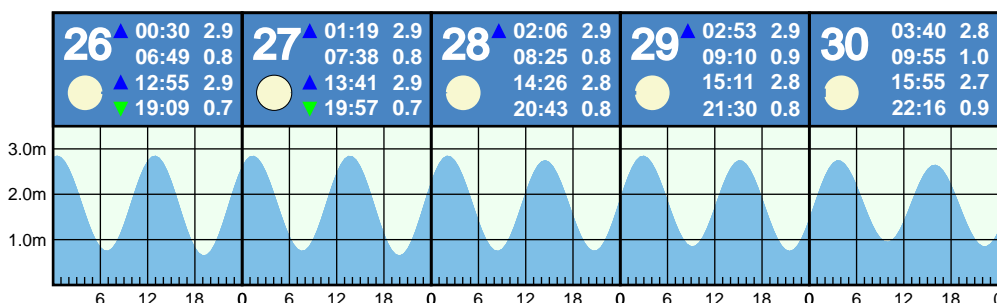 26 ▲ 00:30 2.9
06:49 0.8
▲ 12:55 2.9
▼ 19:09 0.7
27 ▲ 01:19 2.9
07:38 0.8
▲ 13:41 2.9
▼ 19:57 0.7
28 ▲ 02:06 2.9
08:25 0.8
14:26 2.8
20:43 0.8
29 ▲ 02:53 2.9
09:10 0.9
15:11 2.8
21:30 0.8
30 03:40 2.8
09:55 1.0
15:55 2.7
22:16 0.9
3.0m
2.0m
1.0m
6 12 18 0 6 12 18 0 6 12 18 0 6 12 18 0 6 12 18